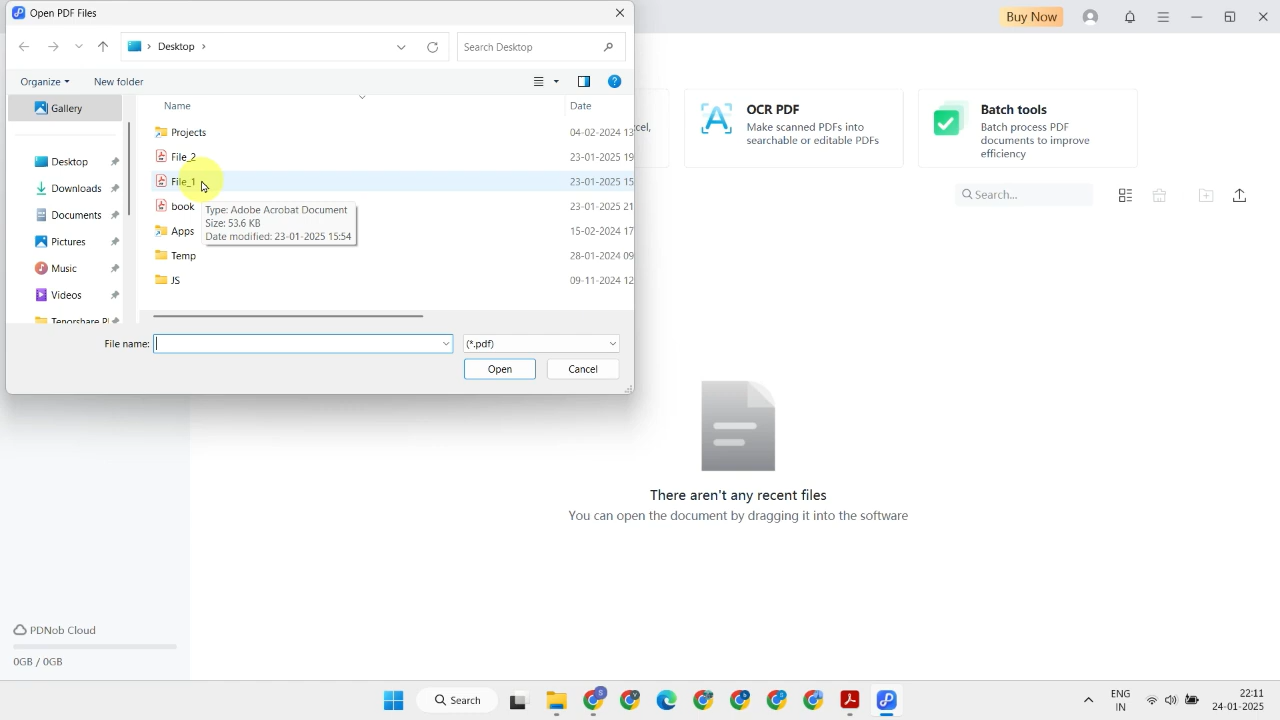 Open PDF Files
Buy Now
Desktop
Search Desktop
Organize
New folder
Gallery
Desktop
Downloads
Documents
Pictures
Music
Videos
Name
Date
Projects
04-02-2024 13
File_2
23-01-2025 19
File_1
23-01-2025 15
book
23-01-2025 21
Apps
15-02-2024 17
Temp
28-01-2024 09
JS
09-11-2024 12
Type: Adobe Acrobat Document
Size: 53.6 KB
Date modified: 23-01-2025 15:54
File name:
(*.pdf)
Open
Cancel
OCR PDF
Make scanned PDFs into
searchable or editable PDFs
Batch tools
Batch process PDF
documents to improve
efficiency
Search...
There aren't any recent files
You can open the document by dragging it into the software
PDNob Cloud
0GB / 0GB
Search
ENG
IN
22:11
24-01-2025